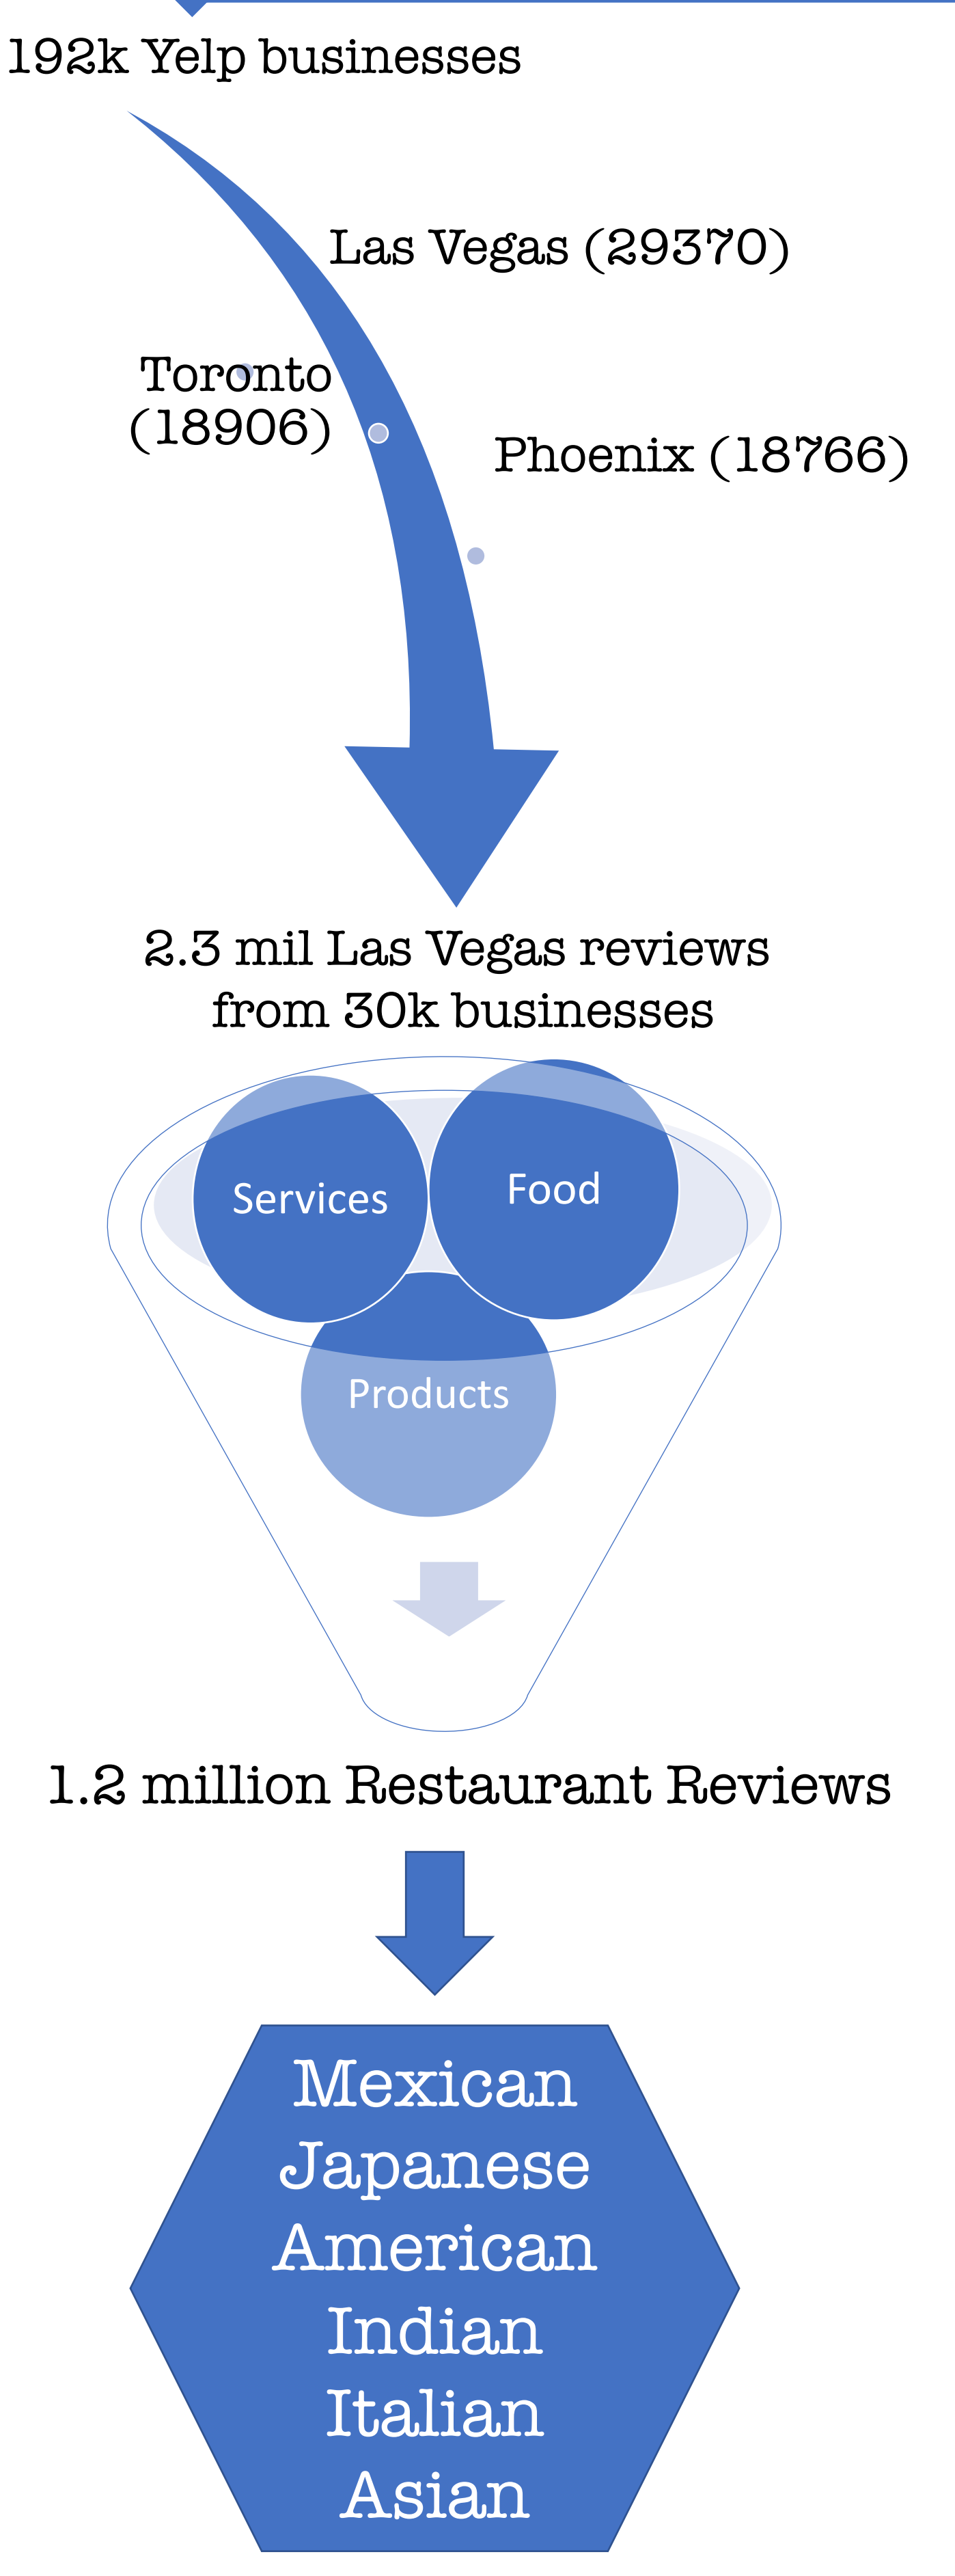 192k Yelp businesses
Las Vegas (29370)
Toronto
(18906)
Phoenix (18766)
2.3 mil Las Vegas reviews
from 30k businesses
Services
Food
Products
1.2 million Restaurant Reviews
Mexican
Japanese
American
Indian
Italian
Asian